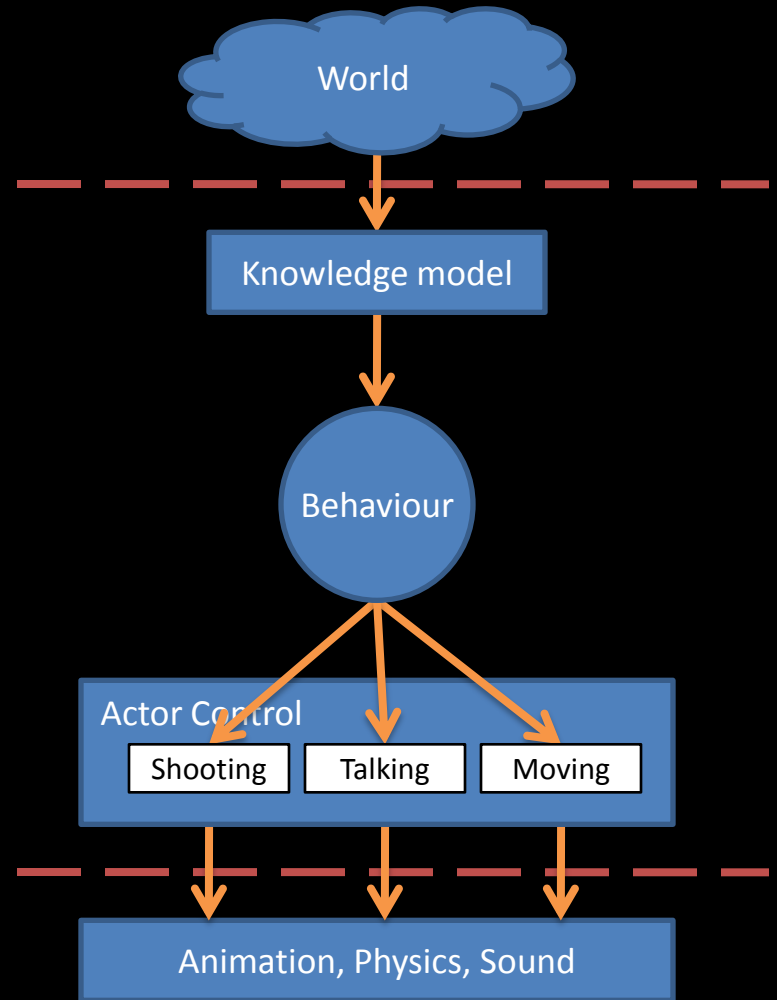 World
Knowledge model
Behaviour
Actor Control
Shooting
Talking
Moving
Animation, Physics, Sound